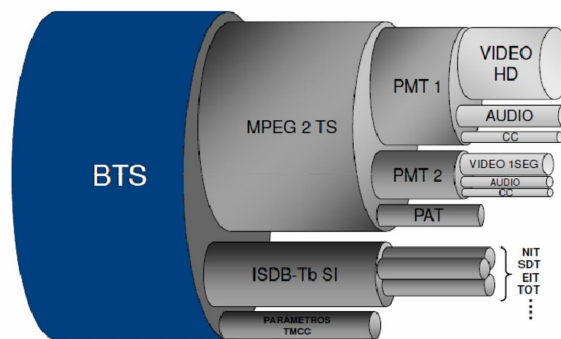 BTS
MPEG 2 TS
PMT 1
VIDEO
HD
AUDIO
CC
PMT 2
VIDEO 1SEG
AUDIO
CC
PAT
ISDB-Tb SI
NIT
SDT
EIT
TOT
PARÁMETROS
TMCC